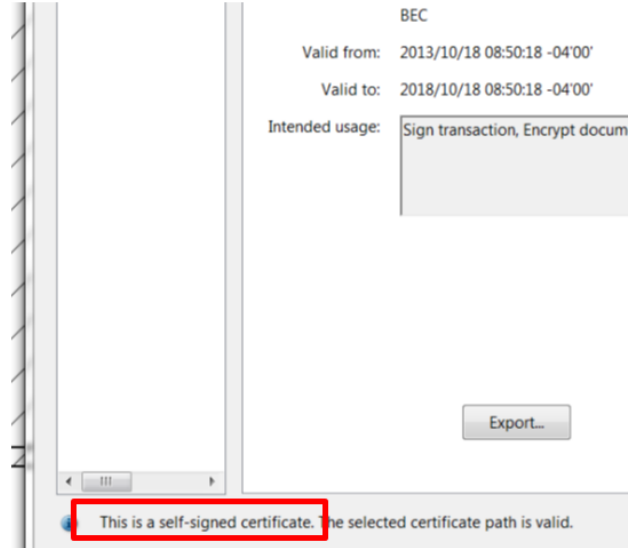 BEC
Valid from: 2013/10/18 08:50:18 -04'00'
Valid to: 2018/10/18 08:50:18 -04'00'
Intended usage: Sign transaction, Encrypt docum
Export...
This is a self-signed certificate. The selected certificate path is valid.